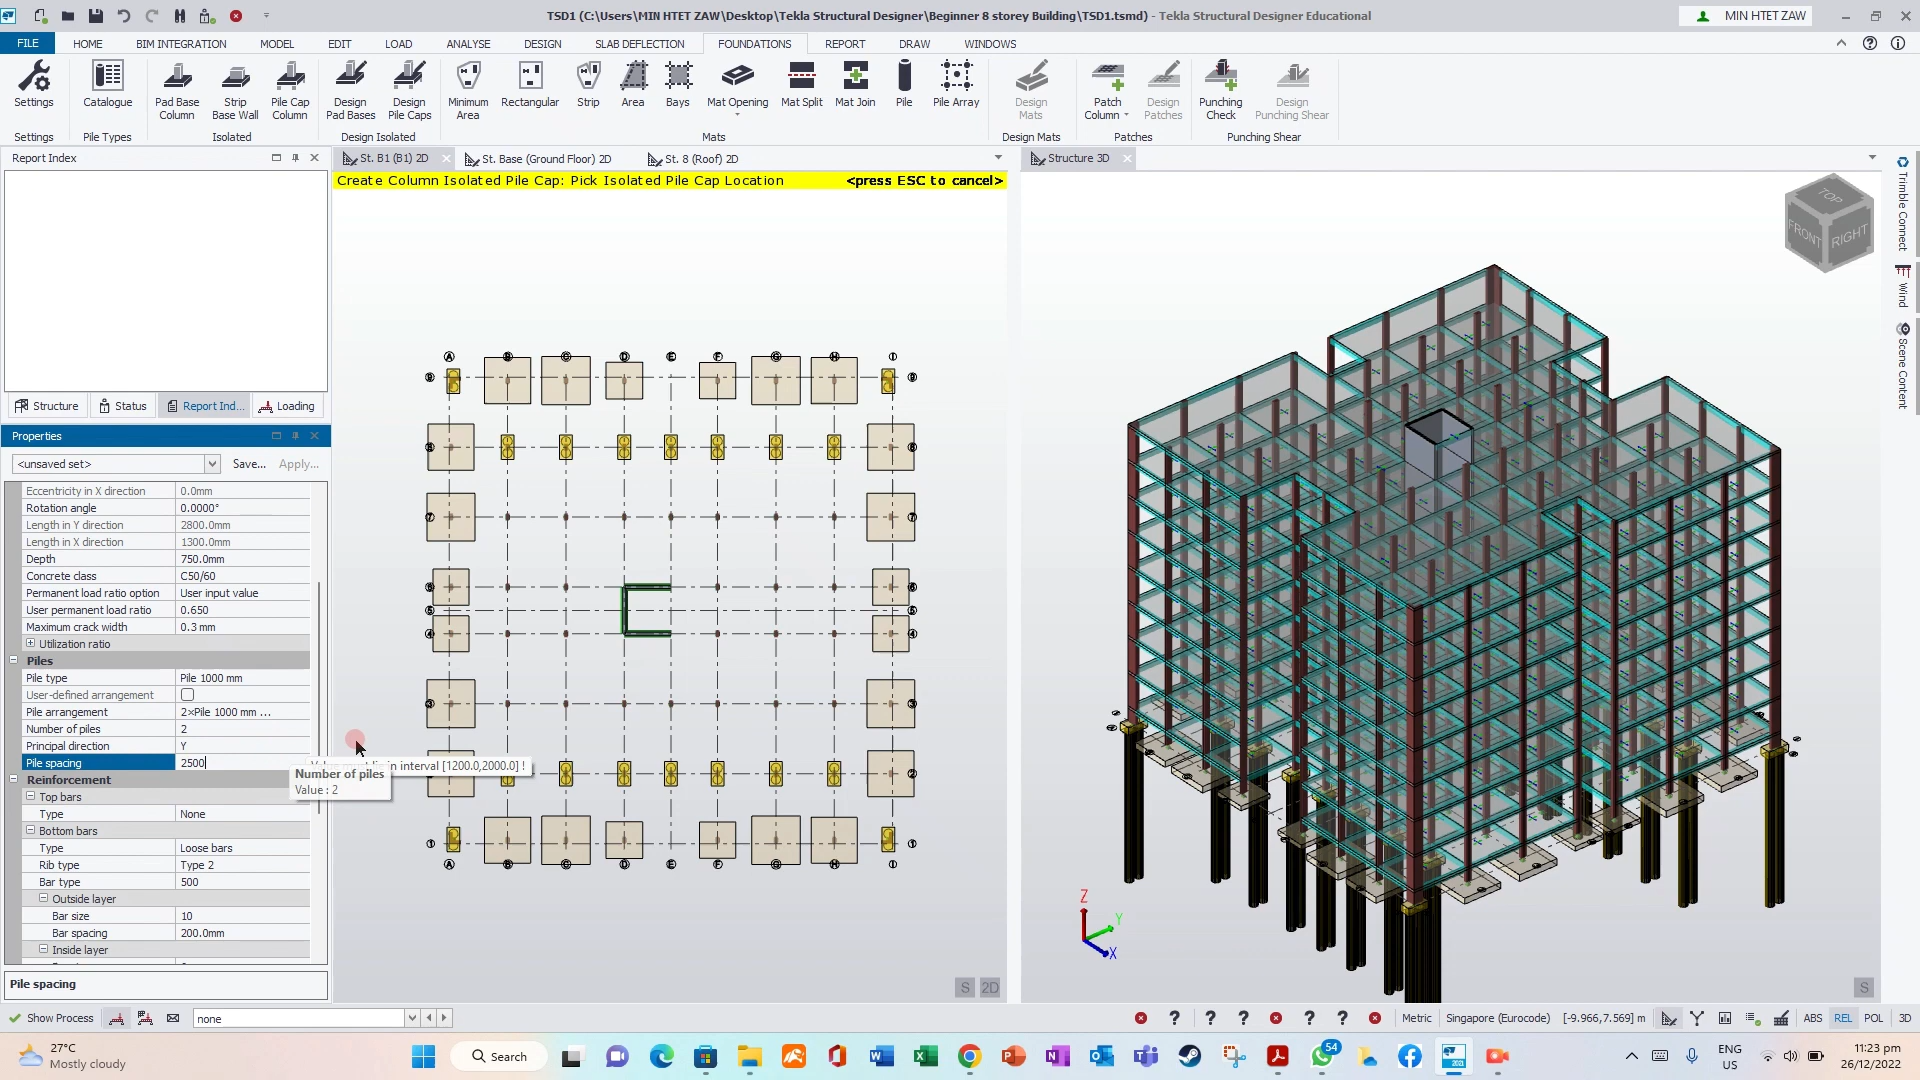 TSD1 (C:\Users\MIN HTET ZAW\Desktop\Tekla Structural Designer\Beginner 8 storey Building\TSD1.tsmd) - Tekla Structural Designer Educational
MIN HTET ZAW
FILE HOME BIM INTEGRATION MODEL EDIT LOAD ANALYSE DESIGN SLAB DEFLECTION FOUNDATIONS REPORT DRAW WINDOWS
Settings
Catalogue
Pad Base Column
Strip Base Wall
Pile Cap Column
Design Pad Bases
Design Pile Caps
Minimum Area
Rectangular
Strip
Area
Bays
Mat Opening
Mat Split
Mat Join
Pile
Pile Array
Design Mats
Patch Column
Design Patches
Punching Check
Design Punching Shear
Settings
Pile Types
Isolated
Design Isolated
Mats
Design Mats
Patches
Punching Shear
Report Index
St. B1 (B1) 2D
St. Base (Ground Floor) 2D
St. 8 (Roof) 2D
Structure 3D
Create Column Isolated Pile Cap: Pick Isolated Pile Cap Location <press ESC to cancel>
TOP
FRONT
RIGHT
Trimble Connect
Wind
Scene Content
Structure Status Report Ind... Loading
Properties
<unsaved set> Save... Apply...
Eccentricity in X direction 0.0mm
Rotation angle 0.0000°
Length in Y direction 2800.0mm
Length in X direction 1300.0mm
Depth 750.0mm
Concrete class C50/60
Permanent load ratio option User input value
User permanent load ratio 0.650
Maximum crack width 0.3 mm
Utilization ratio
Piles
Pile type Pile 1000 mm
User-defined arrangement
Pile arrangement 2×Pile 1000 mm ...
Number of piles 2
Principal direction Y
Pile spacing 2500
in interval [1200.0,2000.0] !
Number of piles
Value : 2
Reinforcement
Top bars
Type None
Bottom bars
Type Loose bars
Rib type Type 2
Bar type 500
Outside layer
Bar size 10
Bar spacing 200.0mm
Inside layer
Pile spacing
A B C D E F G H I
Z
Y
X
S 2D
S
Show Process none
Metric Singapore (Eurocode) [-9.966,7.569] m ABS REL POL 3D
27°C
Mostly cloudy
Search
54
ENG
US
11:23 pm
26/12/2022